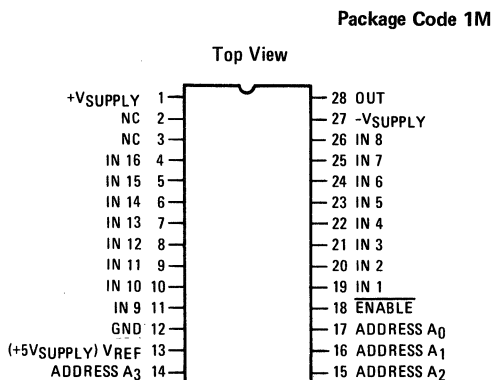 Package Code 1M
Top View
+VSUPPLY 1 28 OUT
NC 2 27 -VSUPPLY
NC 3 26 IN 8
IN 16 4 25 IN 7
IN 15 5 24 IN 6
IN 14 6 23 IN 5
IN 13 7 22 IN 4
IN 12 8 21 IN 3
IN 11 9 20 IN 2
IN 10 10 19 IN 1
IN 9 11 18 ENABLE
GND 12 17 ADDRESS A0
(+5VSUPPLY) VREF 13 16 ADDRESS A1
ADDRESS A3 14 15 ADDRESS A2